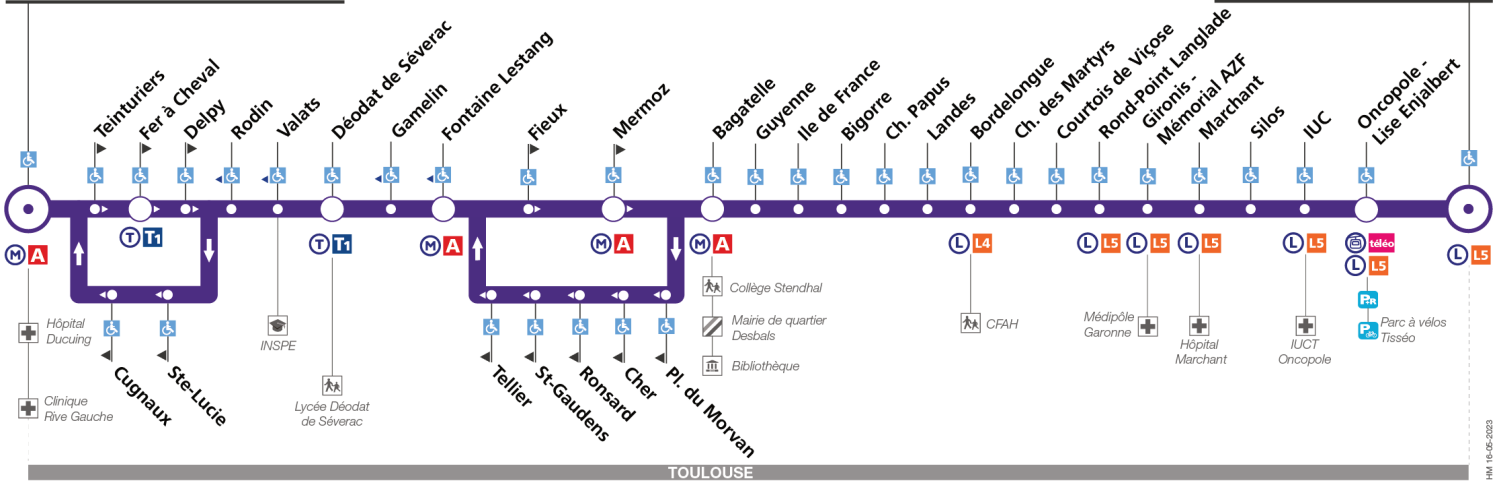 Teinturiers
Fer à Cheval
Delpy
Rodin
Valats
Déodat de Séverac
Gamelin
Fontaine Lestang
Fieux
Mermoz
Bagatelle
Guyenne
Ile de France
Bigorre
Ch. Papus
Landes
Bordelongue
Ch. des Martyrs
Courtois de Viçose
Rond-Point Langlade
Gironis -
Mémorial AZF
Marchant
Silos
IUC
Oncopole -
Lise Enjalbert
M A
T T1
T T1
M A
M A
M A
L L4
L L5
L L5
L L5
L L5
téléo
L L5
L L5
Hôpital
Ducuing
Clinique
Rive Gauche
Cugnaux
Ste-Lucie
INSPE
Lycée Déodat
de Séverac
Tellier
St-Gaudens
Ronsard
Cher
Pl. du Morvan
Collège Stendhal
Mairie de quartier
Desbals
Bibliothèque
CFAH
Médipôle
Garonne
Hôpital
Marchant
IUCT
Oncopole
PR
P
Parc à vélos
Tisséo
TOULOUSE
HM 16-05-2023